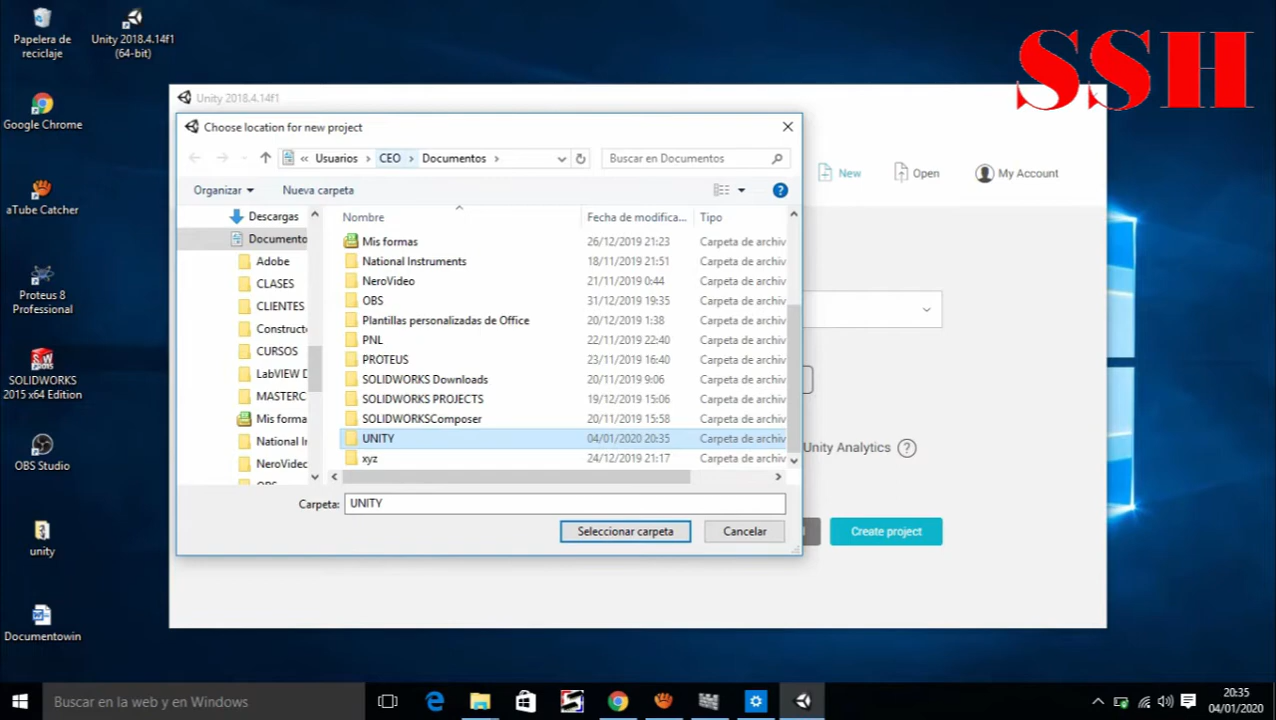 Papelera de
reciclaje
Unity 2018.4.14f1
(64-bit)
SSH
Google Chrome
aTube Catcher
Proteus 8
Professional
SOLIDWORKS
2015 x64 Edition
OBS Studio
unity
Documentowin
Unity 2018.4.14f1
New
Open
My Account
Unity Analytics
?
Create project
Choose location for new project
« Usuarios > CEO > Documentos >
Buscar en Documentos
Organizar
Nueva carpeta
?
Descargas
Documento
Adobe
CLASES
CLIENTES
Constructo
CURSOS
LabVIEW D
MASTERC
Mis forma
National In
NeroVideo
OBS
Nombre Fecha de modifica... Tipo
Mis formas 26/12/2019 21:23 Carpeta de archiv
National Instruments 18/11/2019 21:51 Carpeta de archiv
NeroVideo 21/11/2019 0:44 Carpeta de archiv
OBS 31/12/2019 19:35 Carpeta de archiv
Plantillas personalizadas de Office 20/12/2019 1:38 Carpeta de archiv
PNL 22/11/2019 22:40 Carpeta de archiv
PROTEUS 23/11/2019 16:40 Carpeta de archiv
SOLIDWORKS Downloads 20/11/2019 9:06 Carpeta de archiv
SOLIDWORKS PROJECTS 19/12/2019 15:06 Carpeta de archiv
SOLIDWORKSComposer 20/11/2019 15:58 Carpeta de archiv
UNITY 04/01/2020 20:35 Carpeta de archiv
xyz 24/12/2019 21:17 Carpeta de archiv
Carpeta: UNITY
Seleccionar carpeta
Cancelar
Buscar en la web y en Windows
20:35
04/01/2020